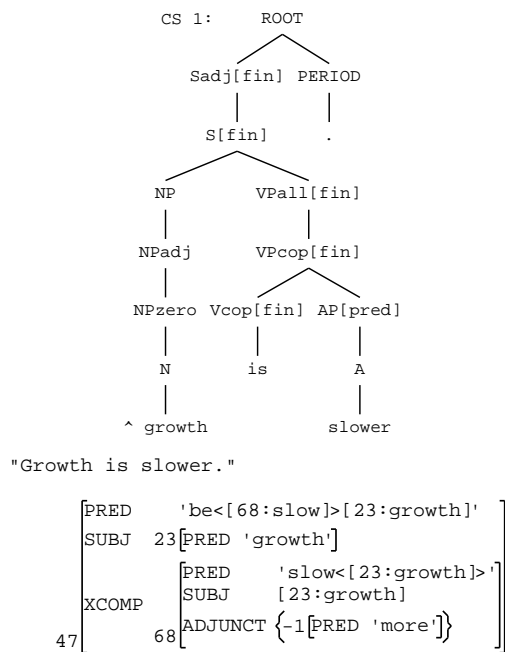 CS 1: ROOT
Sadj[fin] PERIOD
S[fin] .
NP VPall[fin]
NPadj VPcop[fin]
NPzero Vcop[fin] AP[pred]
N is A
^ growth slower
"Growth is slower."
PRED 'be<[68:slow]>[23:growth]'
SUBJ 23[PRED 'growth']
PRED 'slow<[23:growth]>'
SUBJ [23:growth]
XCOMP
ADJUNCT {-1[PRED 'more']}
47 68